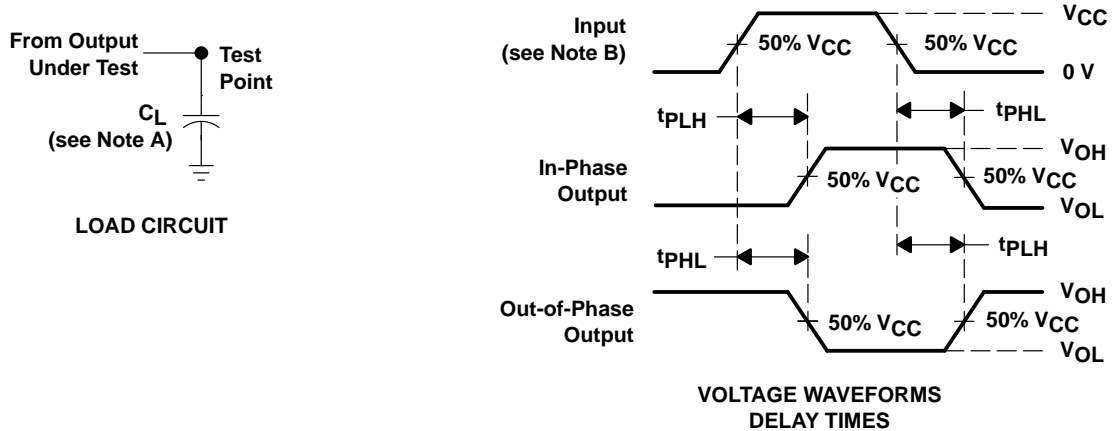 From Output
Under Test
Test
Point
CL
(see Note A)
LOAD CIRCUIT
Input
(see Note B)
50% VCC
50% VCC
VCC
0 V
tPLH
tPHL
In-Phase
Output
50% VCC
50% VCC
VOH
VOL
tPHL
tPLH
Out-of-Phase
Output
50% VCC
50% VCC
VOH
VOL
VOLTAGE WAVEFORMS
DELAY TIMES